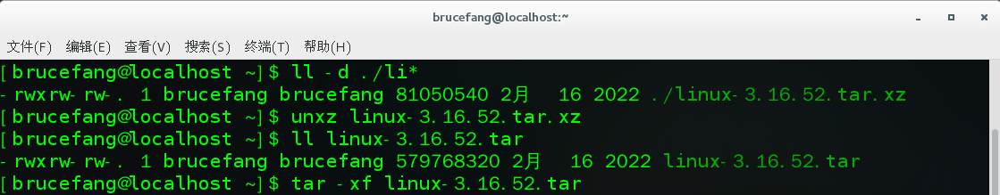 brucefang@localhost:~
文件(F) 编辑(E) 查看(V) 搜索(S) 终端(T) 帮助(H)
[brucefang@localhost ~]$ ll -d ./li*
-rwxrw-rw-. 1 brucefang brucefang 81050540 2月  16 2022 ./linux-3.16.52.tar.xz
[brucefang@localhost ~]$ unxz linux-3.16.52.tar.xz
[brucefang@localhost ~]$ ll linux-3.16.52.tar
-rwxrw-rw-. 1 brucefang brucefang 579768320 2月  16 2022 linux-3.16.52.tar
[brucefang@localhost ~]$ tar -xf linux-3.16.52.tar